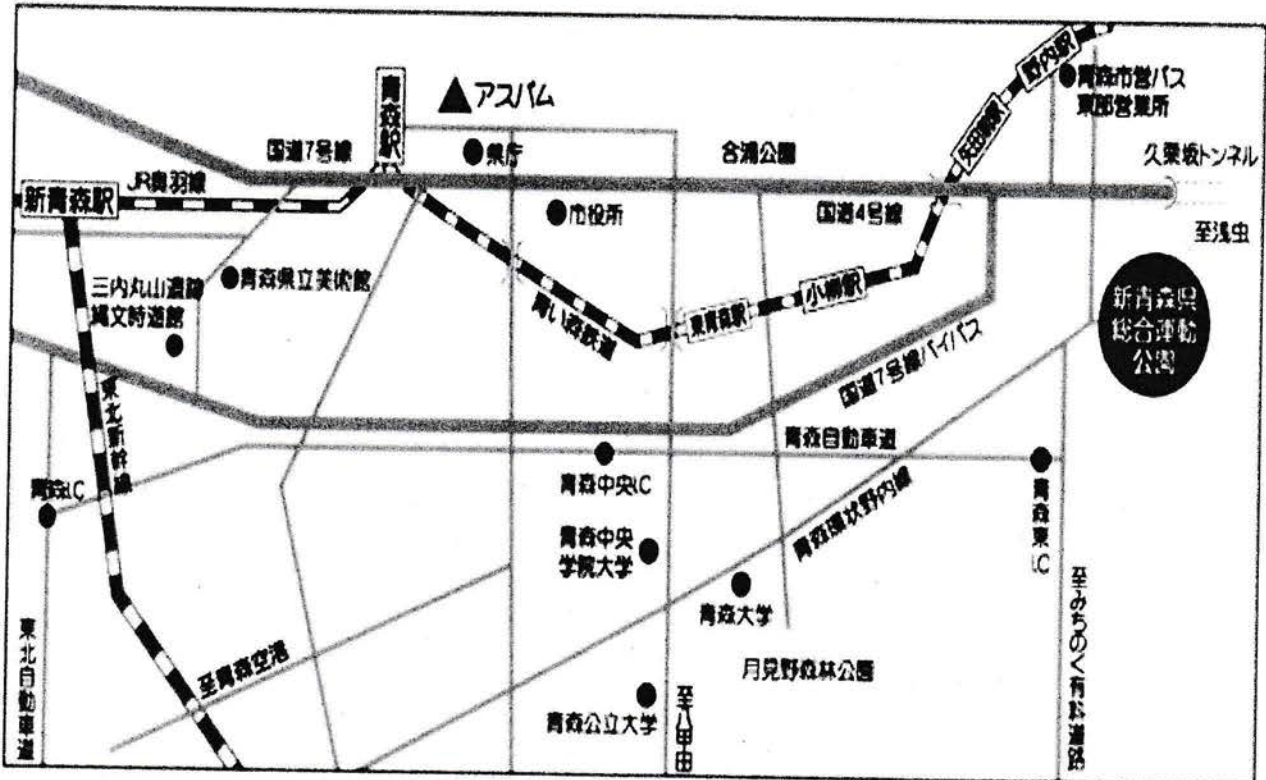 アスパム
青森駅
国道7号線
県庁
合浦公園
矢田前駅
野内駅
青森市営バス
東部営業所
久栗坂トンネル
JR奥羽線
新青森駅
市役所
国道4号線
至浅虫
三内丸山遺跡
縄文時遊館
青森県立美術館
青い森鉄道
東青森駅
小柳駅
国道7号線バイパス
新青森県
総合運動
公園
東北新幹線
青森自動車道
青森IC
青森中央IC
青森環状野内線
青森東IC
青森中央
学院大学
青森大学
至みちのく有料道路
東北自動車道
至青森空港
月見野森林公園
青森公立大学
至八甲田